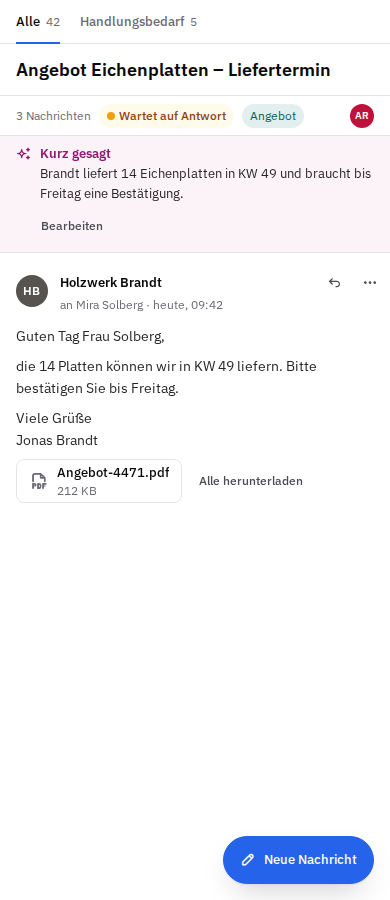 Alle 42 Handlungsbedarf 5
Angebot Eichenplatten – Liefertermin
3 Nachrichten Wartet auf Antwort Angebot AR
Kurz gesagt
Brandt liefert 14 Eichenplatten in KW 49 und braucht bis
Freitag eine Bestätigung.
Bearbeiten
HB Holzwerk Brandt
an Mira Solberg · heute, 09:42
Guten Tag Frau Solberg,
die 14 Platten können wir in KW 49 liefern. Bitte
bestätigen Sie bis Freitag.
Viele Grüße
Jonas Brandt
PDF Angebot-4471.pdf
212 KB
Alle herunterladen
Neue Nachricht